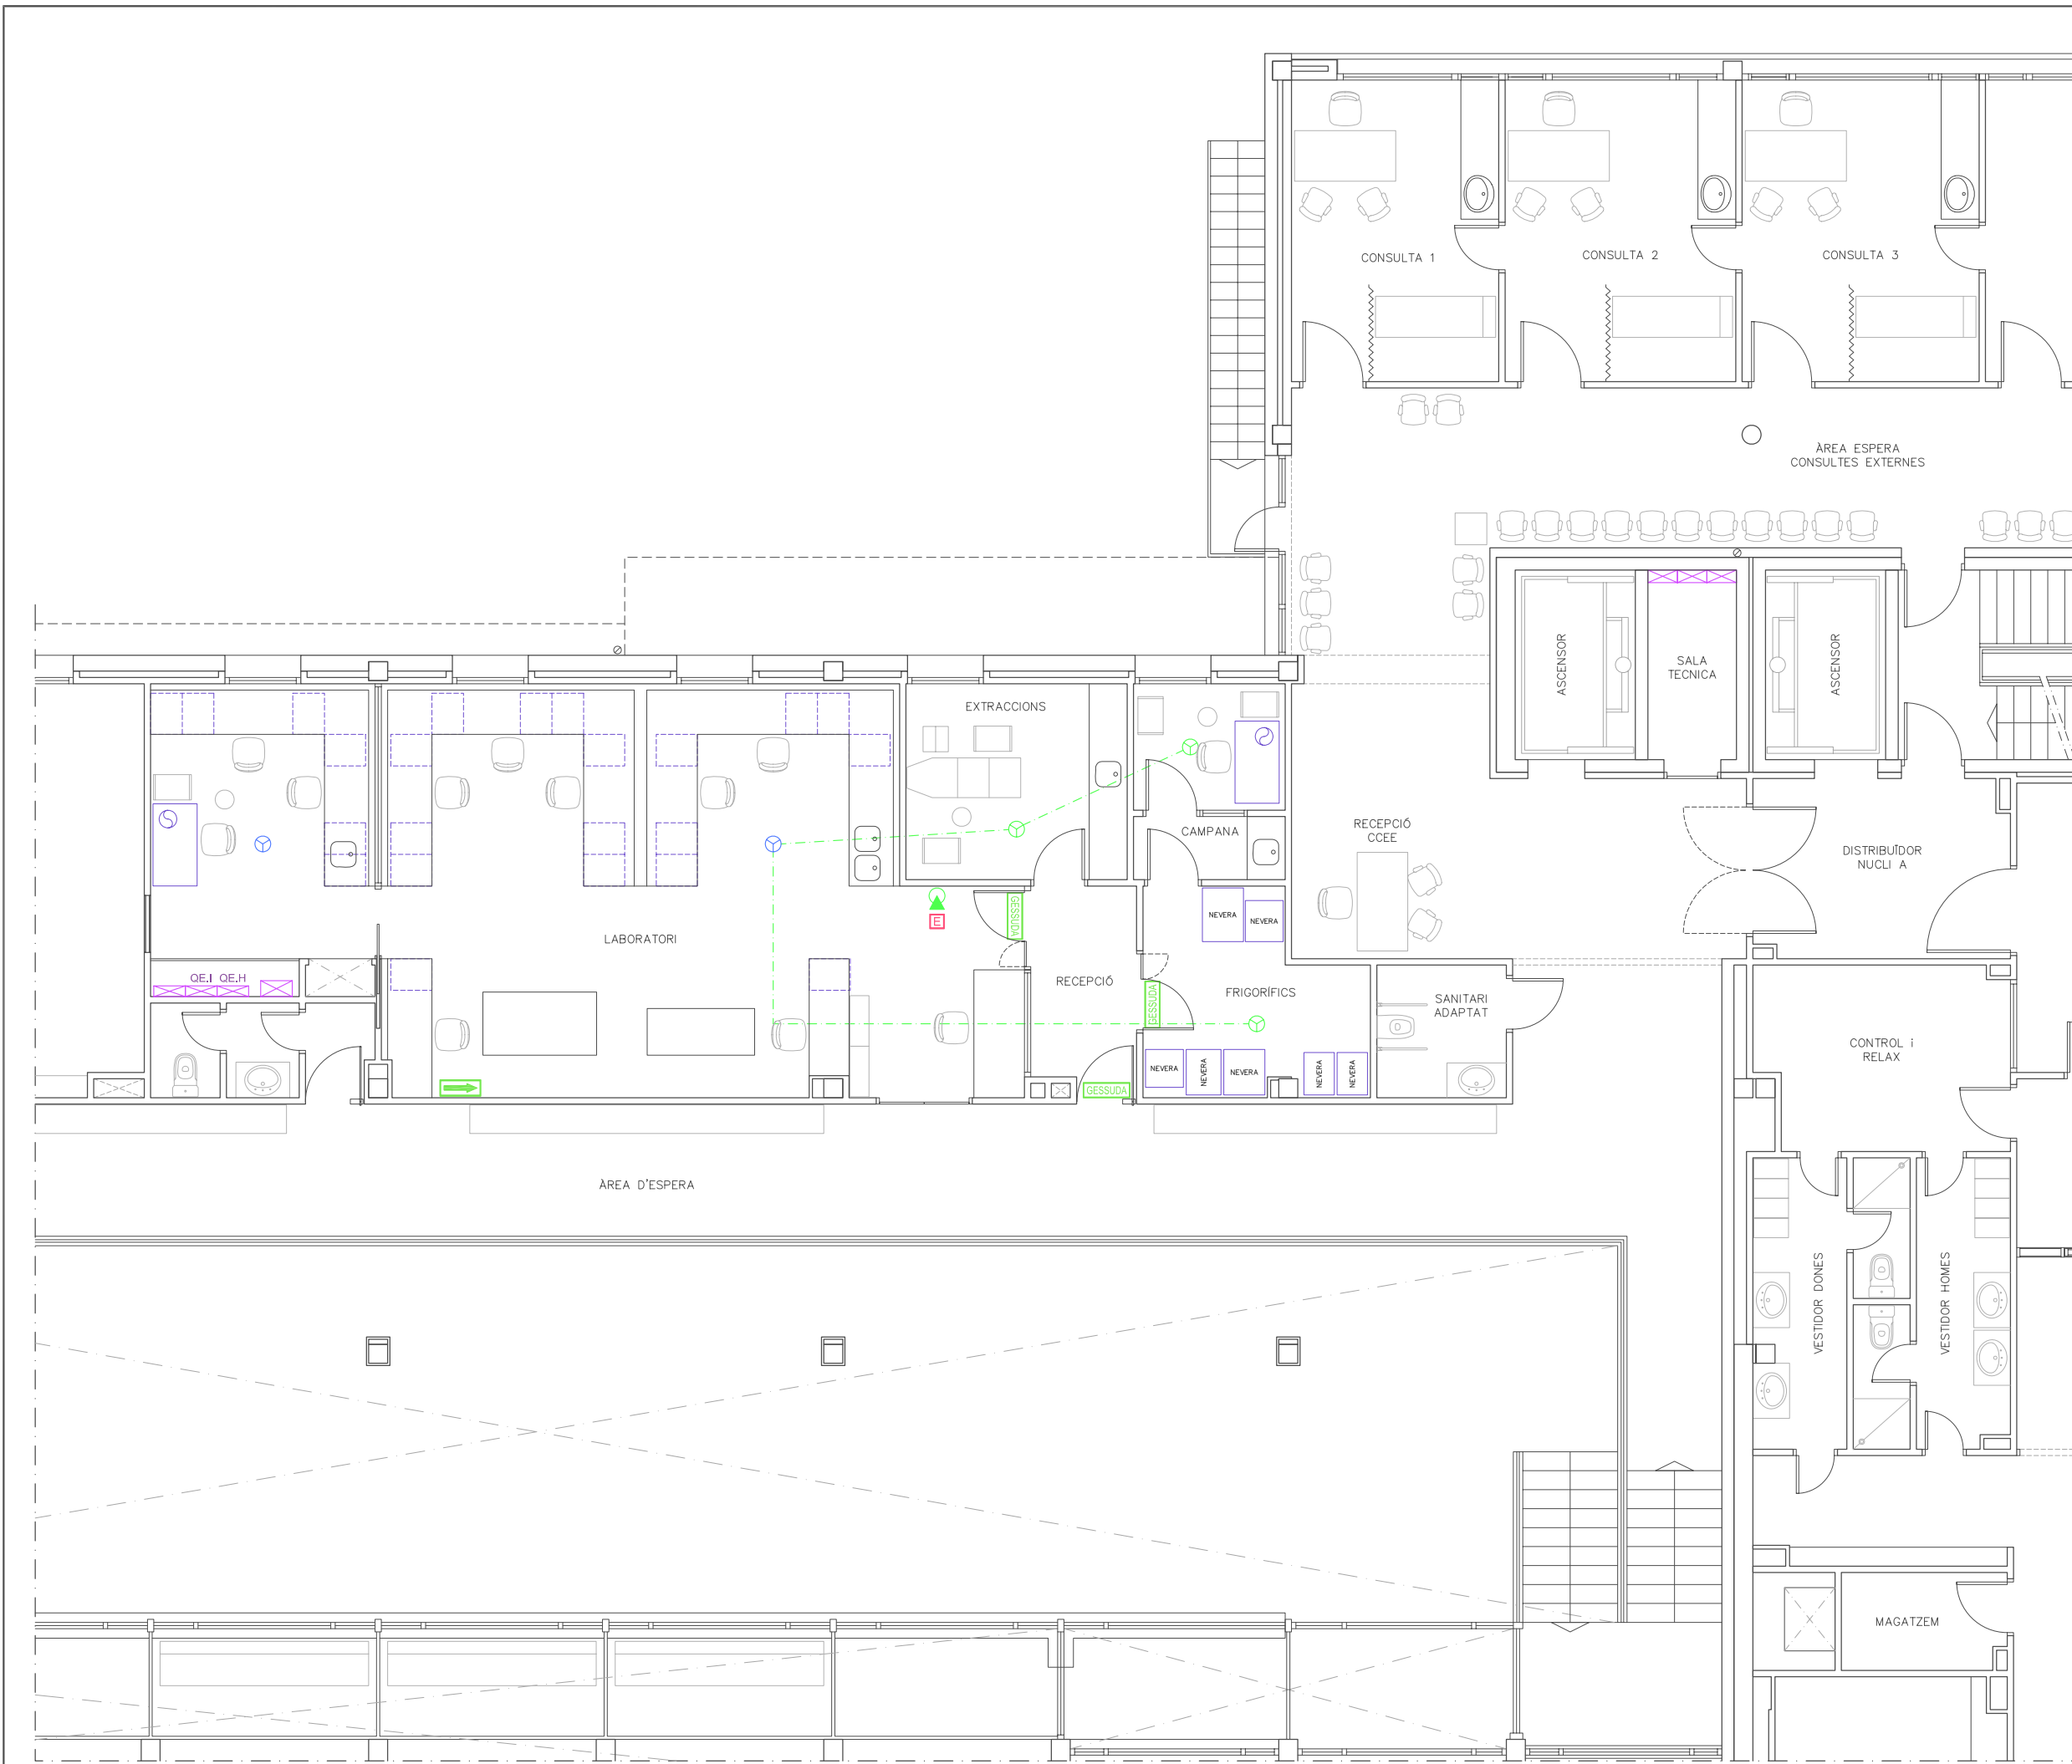 CONSULTA 1
CONSULTA 2
CONSULTA 3
ÀREA ESPERA
CONSULTES EXTERNES
ASCENSOR
SALA
TECNICA
ASCENSOR
EXTRACCIONS
CAMPANA
RECEPCIÓ
CCEE
DISTRIBUÏDOR
NUCLI A
GESSUDA
E
NEVERA
NEVERA
LABORATORI
QE.I QE.H
RECEPCIÓ
GESSUDA
FRIGORÍFICS
SANITARI
ADAPTAT
CONTROL i
RELAX
NEVERA
NEVERA
NEVERA
NEVERA
NEVERA
GESSUDA
ÀREA D'ESPERA
VESTIDOR DONES
VESTIDOR HOMES
MAGATZEM